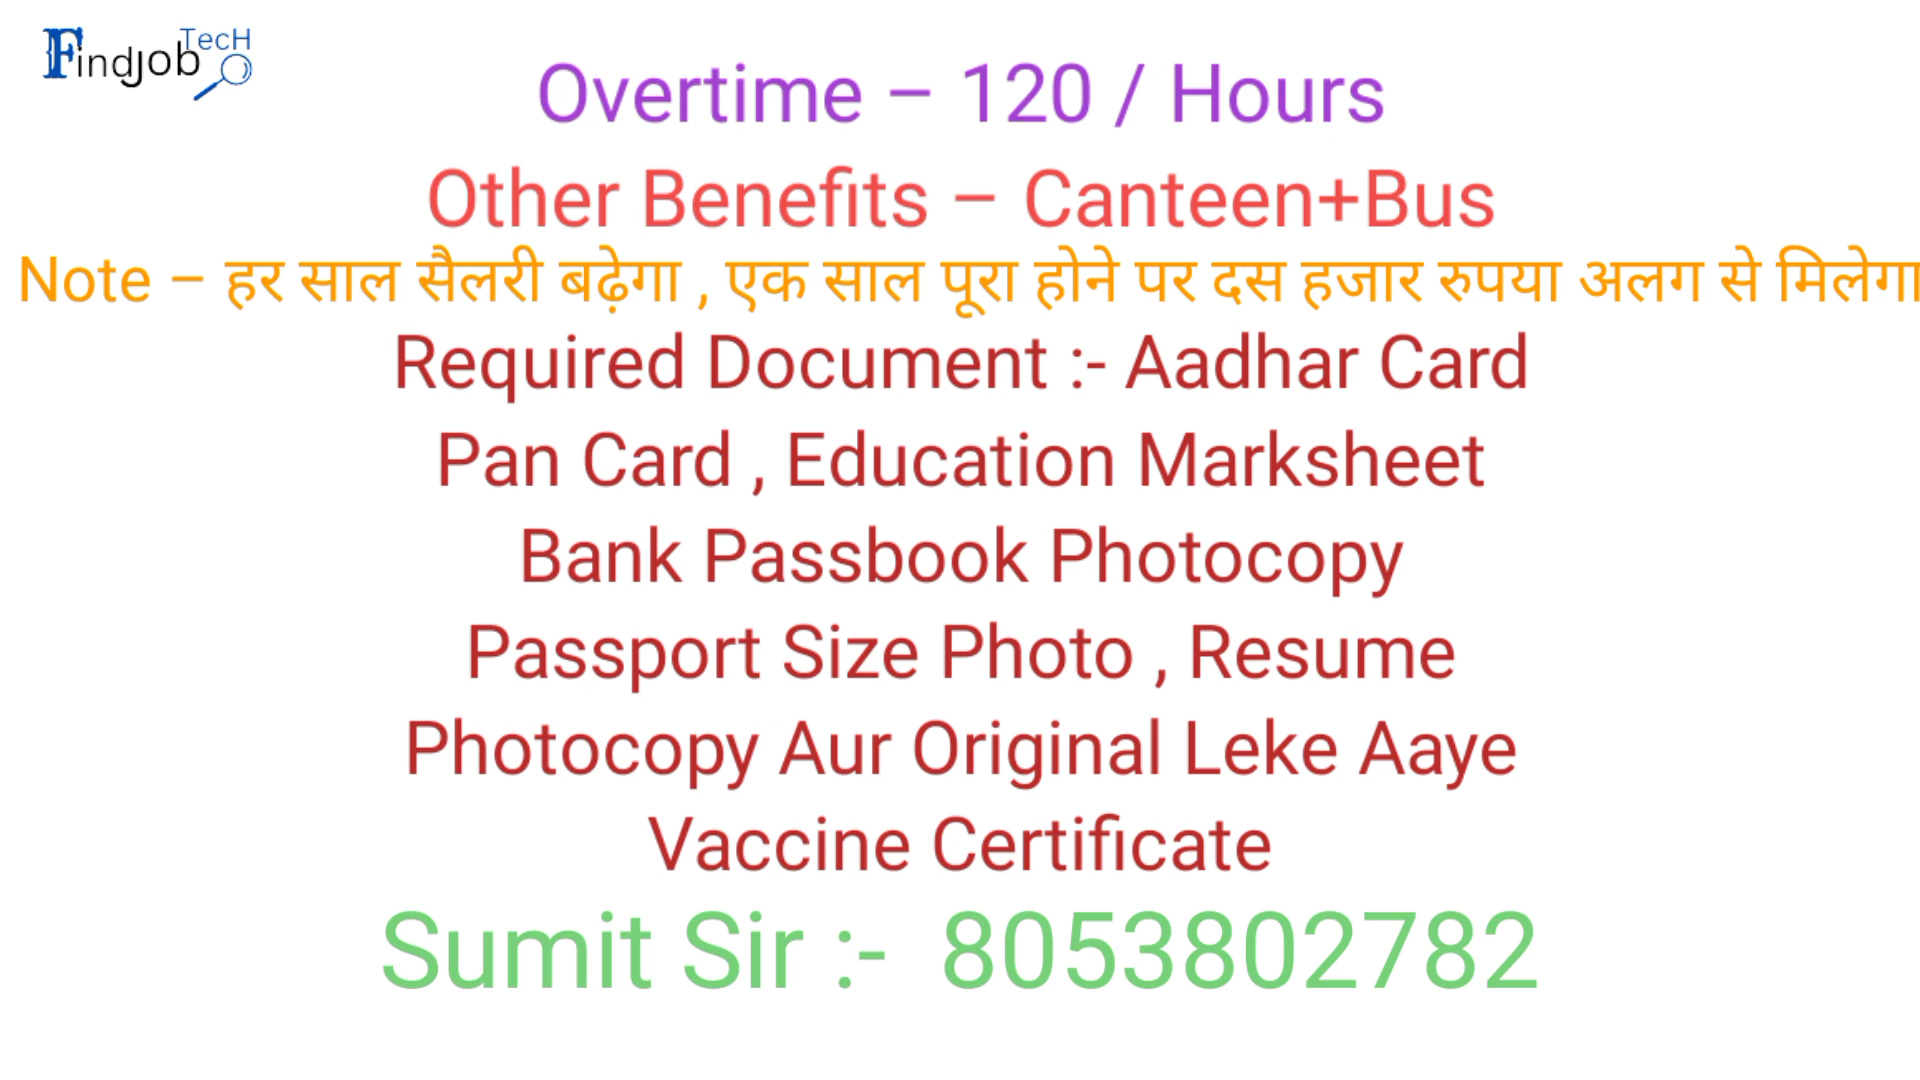 FindJob TecH
Overtime – 120 / Hours
Other Benefits – Canteen+Bus
Note – हर साल सैलरी बढ़ेगा , एक साल पूरा होने पर दस हजार रुपया अलग से मिलेगा
Required Document :- Aadhar Card
Pan Card , Education Marksheet
Bank Passbook Photocopy
Passport Size Photo , Resume
Photocopy Aur Original Leke Aaye
Vaccine Certificate
Sumit Sir :- 8053802782